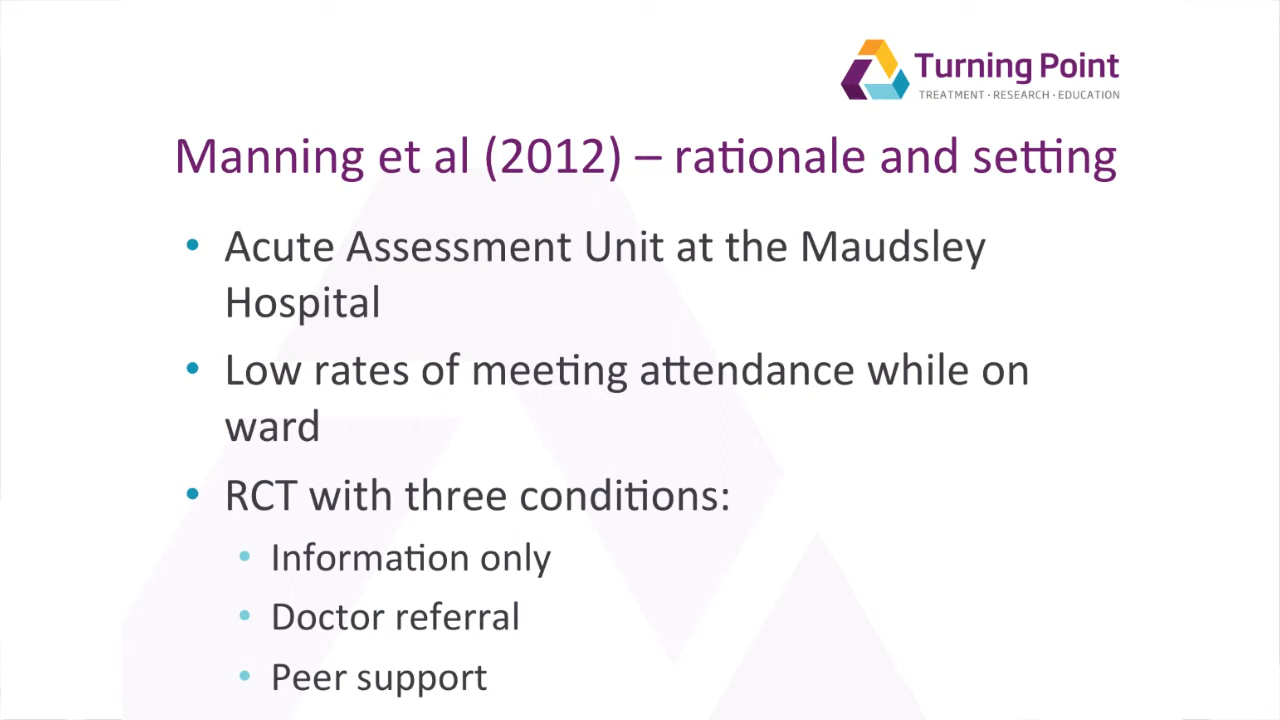 Turning Point
TREATMENT · RESEARCH · EDUCATION
Manning et al (2012) – rationale and setting
• Acute Assessment Unit at the Maudsley
Hospital
• Low rates of meeting attendance while on
ward
• RCT with three conditions:
• Information only
• Doctor referral
• Peer support